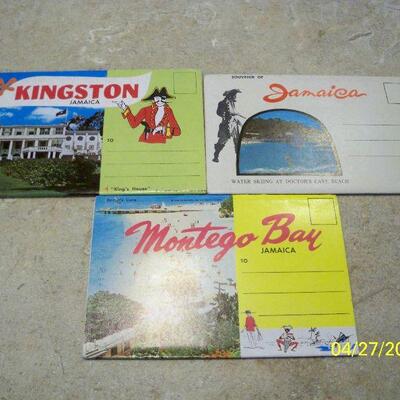 KINGSTON
JAMAICA
TO
"King's House"
SOUVENIR OF
Jamaica
WATER SKIING AT DOCTOR'S CAVE BEACH
Montego Bay
JAMAICA
TO
04/27/20